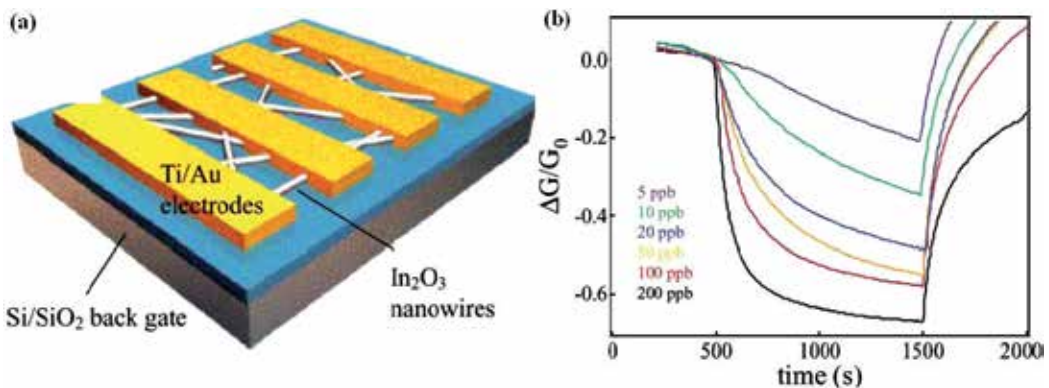 (a)
Ti/Au
electrodes
In₂O₃
nanowires
Si/SiO₂ back gate
(b)
ΔG/G₀
0.0
-0.2
-0.4
-0.6
5 ppb
10 ppb
20 ppb
50 ppb
100 ppb
200 ppb
0 500 1000 1500 2000
time (s)